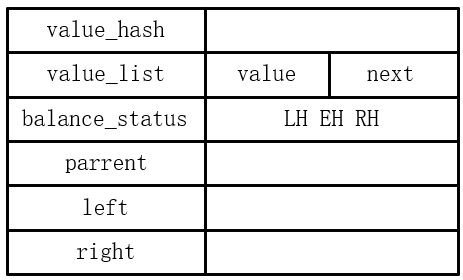 value_hash
value_list value next
balance_status LH EH RH
parrent
left
right